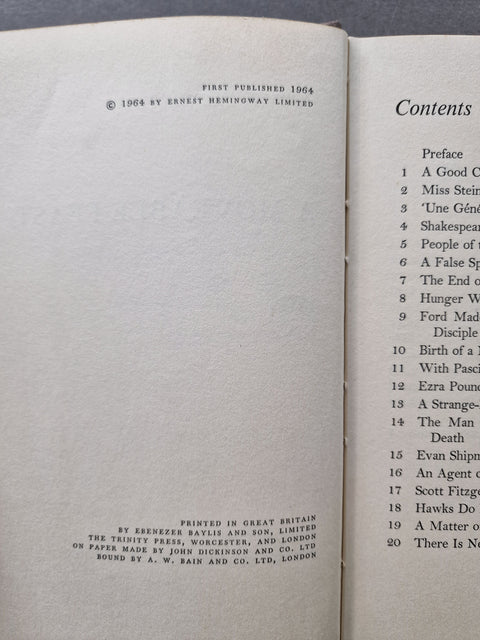 FIRST PUBLISHED 1964
© 1964 BY ERNEST HEMINGWAY LIMITED
PRINTED IN GREAT BRITAIN
BY EBENEZER BAYLIS AND SON, LIMITED
THE TRINITY PRESS, WORCESTER, AND LONDON
ON PAPER MADE BY JOHN DICKINSON AND CO. LTD
BOUND BY A. W. BAIN AND CO. LTD, LONDON
Contents
Preface
1 A Good C
2 Miss Stein
3 ‘Une Géné
4 Shakespear
5 People of
6 A False Sp
7 The End o
8 Hunger W
9 Ford Mad
Disciple
10 Birth of a
11 With Pasci
12 Ezra Pound
13 A Strange-
14 The Man
Death
15 Evan Shipm
16 An Agent o
17 Scott Fitzge
18 Hawks Do
19 A Matter o
20 There Is Ne